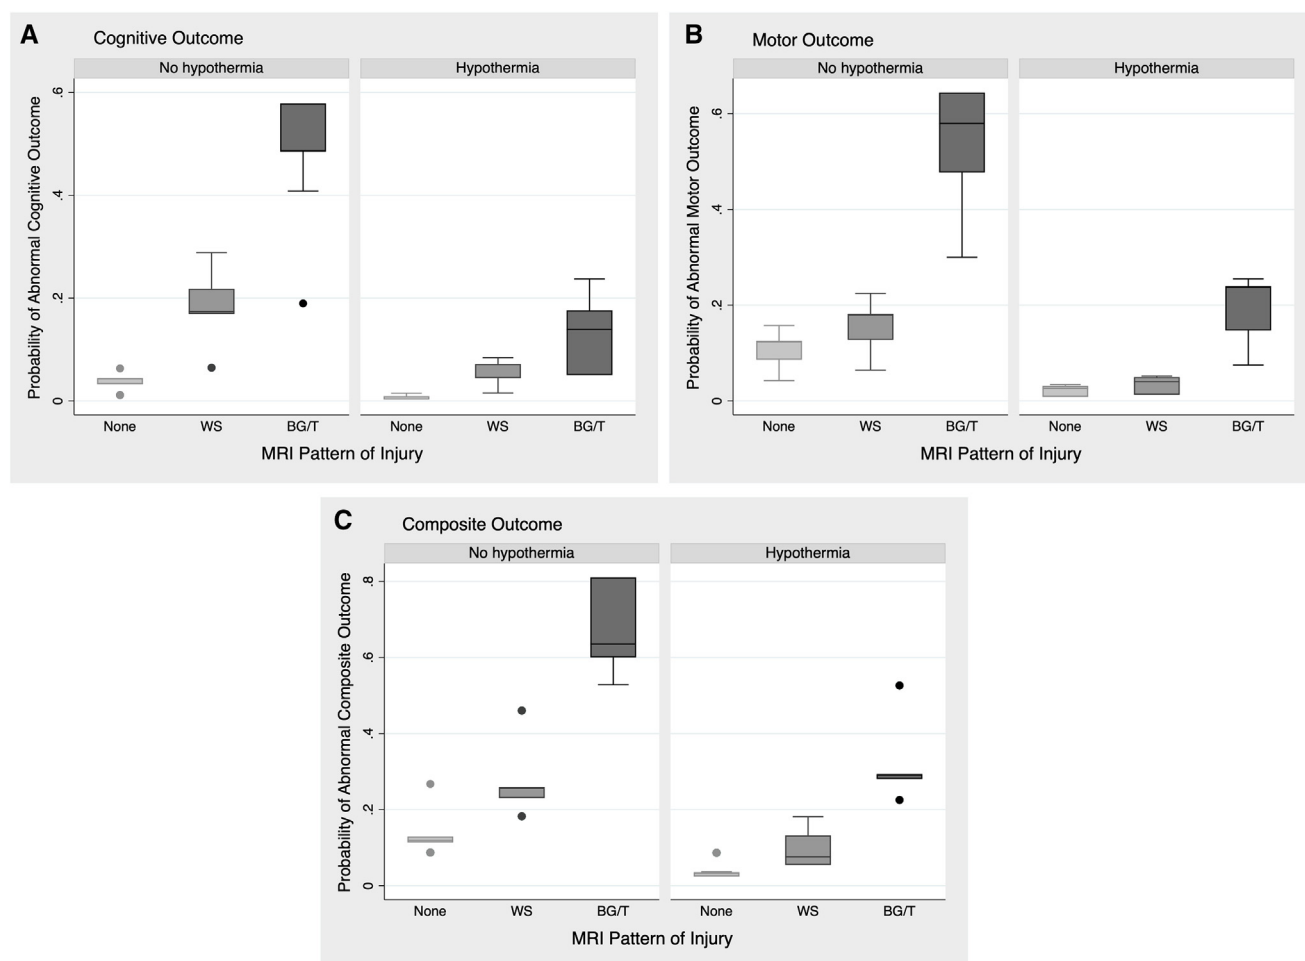 A
Cognitive Outcome
No hypothermia
Hypothermia
Probability of Abnormal Cognitive Outcome
.6
.4
.2
0
None
WS
BG/T
None
WS
BG/T
MRI Pattern of Injury
B
Motor Outcome
No hypothermia
Hypothermia
Probability of Abnormal Motor Outcome
.6
.4
.2
0
None
WS
BG/T
None
WS
BG/T
MRI Pattern of Injury
C
Composite Outcome
No hypothermia
Hypothermia
Probability of Abnormal Composite Outcome
.8
.6
.4
.2
0
None
WS
BG/T
None
WS
BG/T
MRI Pattern of Injury